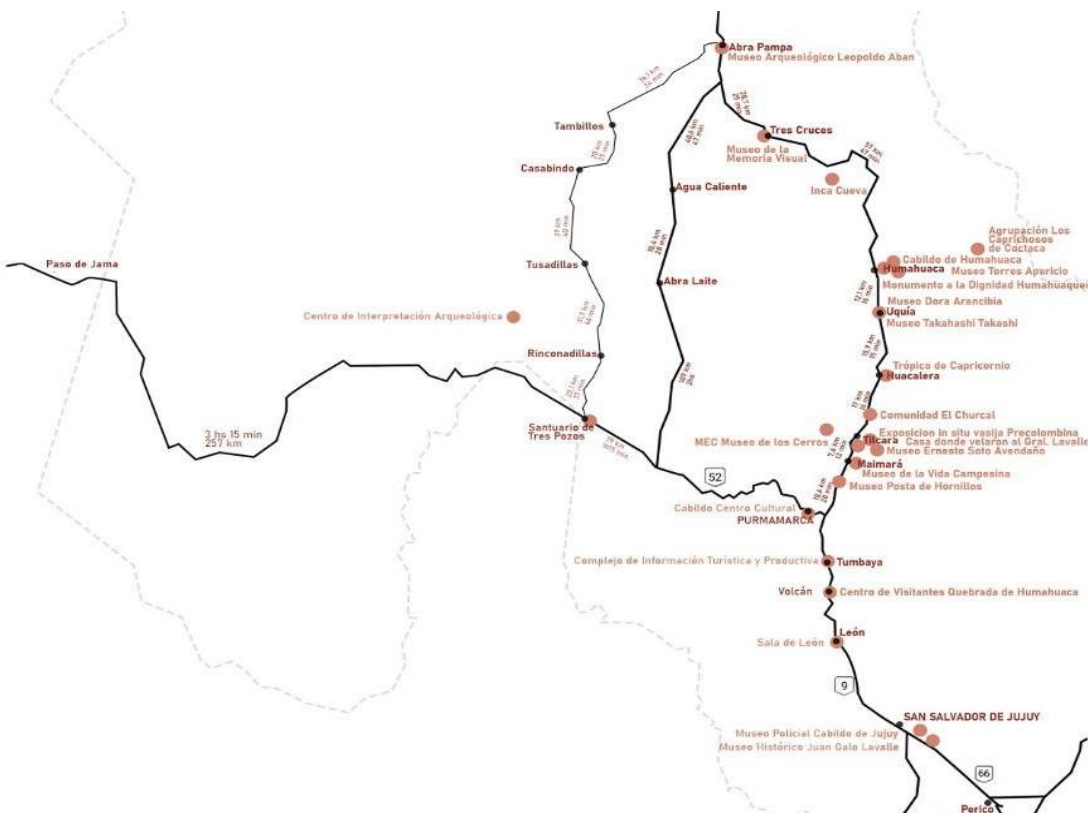 Abra Pampa
Museo Arqueológico Leopoldo Aban
Tambillos
Tres Cruces
Museo de la
Memoria Visual
Casabindo
Inca Cueva
Agua Caliente
Agrupación Los
Caprichosos
de Coctaca
Cabildo de Humahuaca
Paso de Jama
Tusadillas
Humahuaca
Museo Torres Aparicio
Abra Laite
Monumento a la Dignidad Humahuaque
Museo Dora Arancibia
Uquía
Centro de Interpretación Arqueológica
Museo Takahashi Takashi
Rinconadillas
Trópico de Capricornio
Huacalera
Comunidad El Churcal
Santuario de
Tres Pozos
Exposicion In situ vasija Precolombina
3 hs 15 min
257 km
MEC Museo de los Cerros
Tilcara
Casa donde velaron al Gral. Lavalle
Museo Ernesto Soto Avendaño
Maimará
Museo de la Vida Campesina
52
Museo Posta de Hornillos
Cabildo Centro Cultural
PURMAMARCA
Complejo de Información Turística y Productiva
Tumbaya
Volcán
Centro de Visitantes Quebrada de Humahuaca
León
Sala de León
9
SAN SALVADOR DE JUJUY
Museo Policial Cabildo de Jujuy
Museo Histórico Juan Galo Lavalle
66
Perico